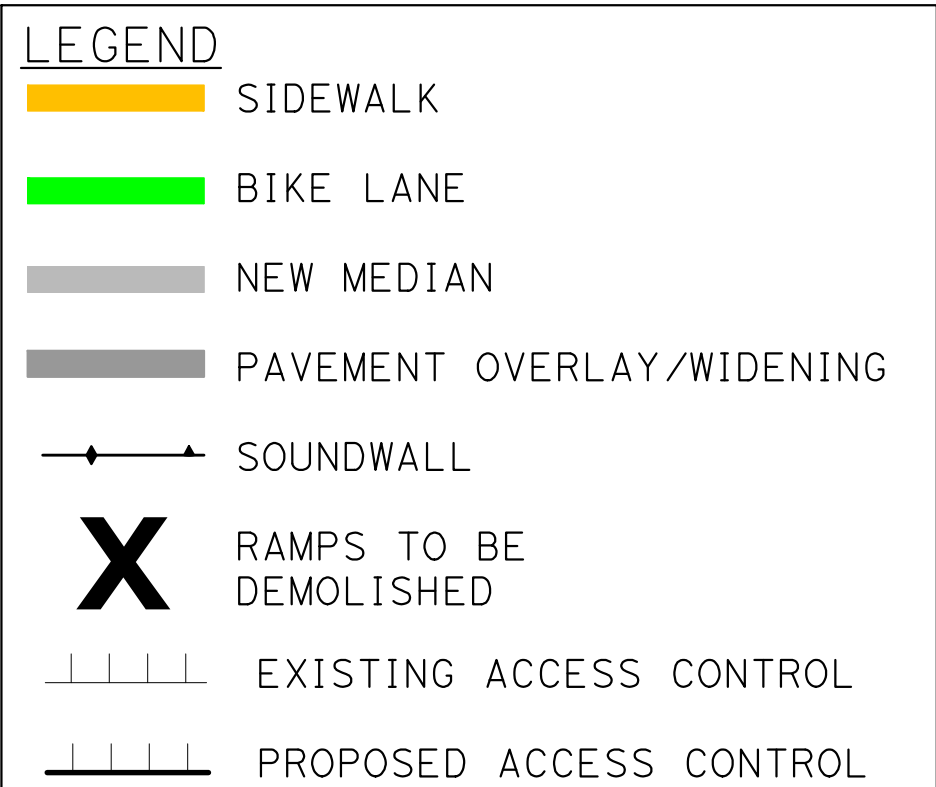 LEGEND
SIDEWALK
BIKE LANE
NEW MEDIAN
PAVEMENT OVERLAY/WIDENING
SOUNDWALL
X
RAMPS TO BE
DEMOLISHED
EXISTING ACCESS CONTROL
PROPOSED ACCESS CONTROL